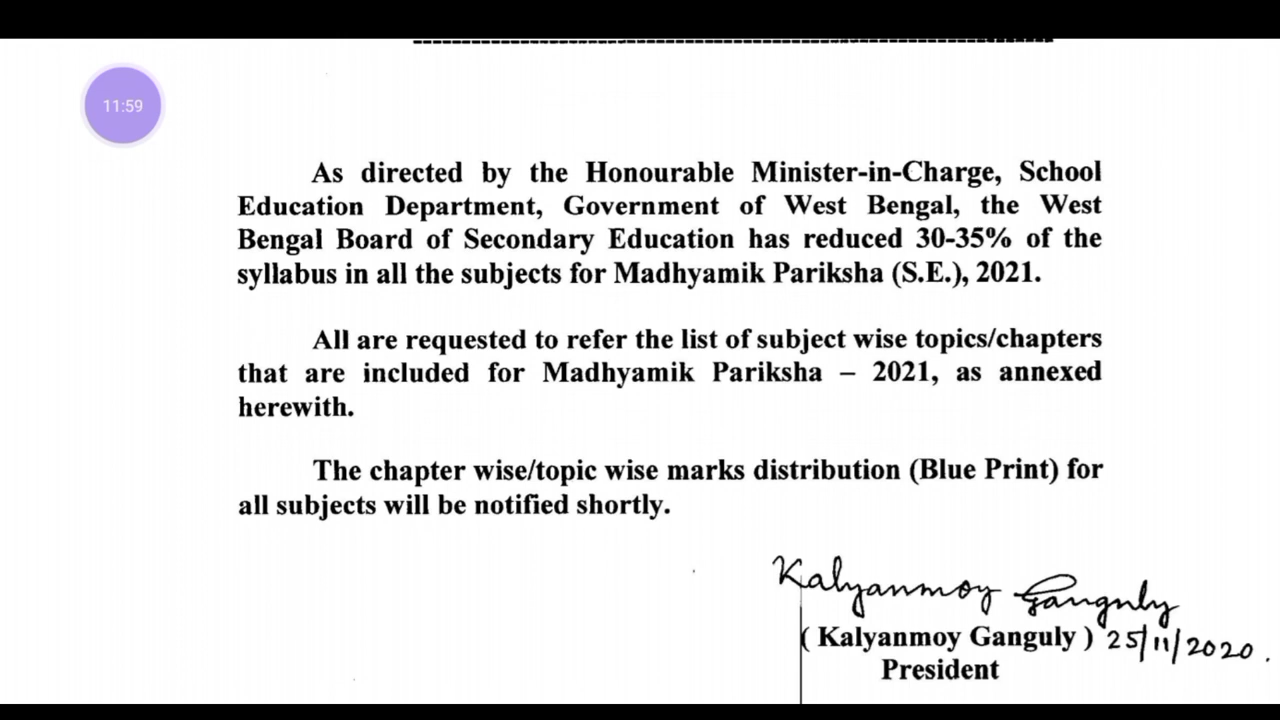 11:59
As directed by the Honourable Minister-in-Charge, School
Education Department, Government of West Bengal, the West
Bengal Board of Secondary Education has reduced 30-35% of the
syllabus in all the subjects for Madhyamik Pariksha (S.E.), 2021.
All are requested to refer the list of subject wise topics/chapters
that are included for Madhyamik Pariksha – 2021, as annexed
herewith.
The chapter wise/topic wise marks distribution (Blue Print) for
all subjects will be notified shortly.
Kalyanmoy Ganguly
( Kalyanmoy Ganguly ) 25/11/2020.
President